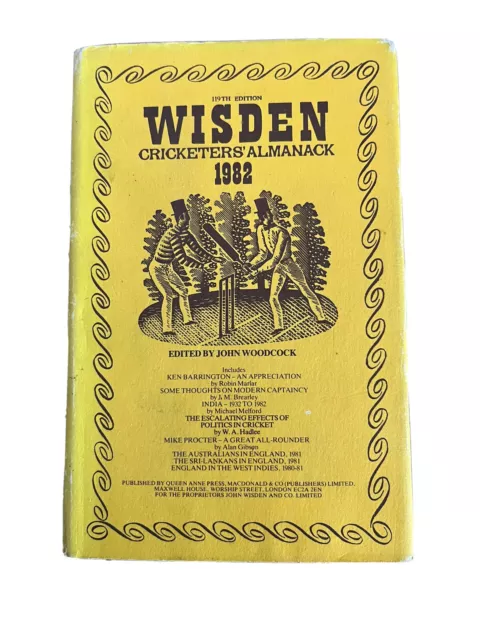 119TH EDITION
WISDEN
CRICKETERS' ALMANACK
1982
EDITED BY JOHN WOODCOCK
Includes
KEN BARRINGTON – AN APPRECIATION
by Robin Marlar
SOME THOUGHTS ON MODERN CAPTAINCY
by J. M. Brearley
INDIA – 1932 TO 1982
by Michael Melford
THE ESCALATING EFFECTS OF
POLITICS IN CRICKET
by W. A. Hadlee
MIKE PROCTER – A GREAT ALL-ROUNDER
by Alan Gibson
THE AUSTRALIANS IN ENGLAND, 1981
THE SRI-LANKANS IN ENGLAND, 1981
ENGLAND IN THE WEST INDIES, 1980-81
PUBLISHED BY QUEEN ANNE PRESS, MACDONALD & CO (PUBLISHERS) LIMITED,
MAXWELL HOUSE, WORSHIP STREET, LONDON EC2A 2EN
FOR THE PROPRIETORS JOHN WISDEN AND CO. LIMITED